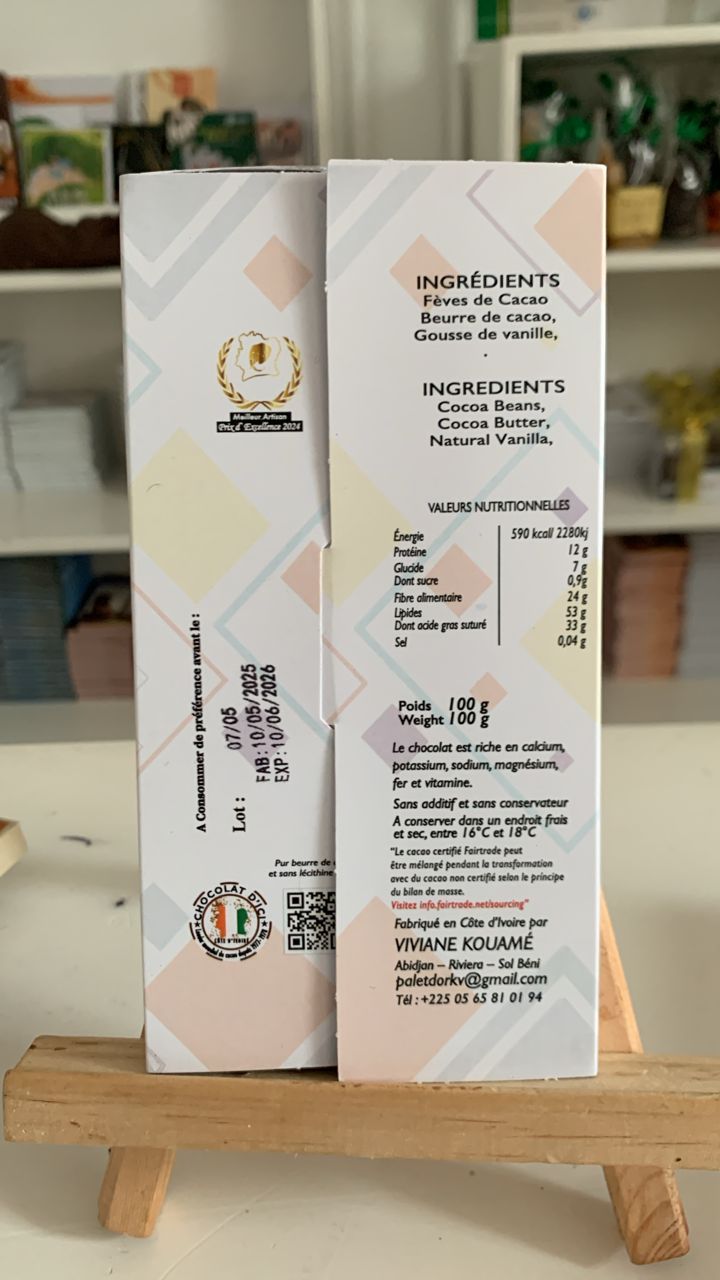 Meilleur Artisan
Prix d' Excellence 2024
A Consommer de préférence avant le :
Lot : 07/05
FAB:10/05/2025
EXP:10/06/2026
Pur beurre de
et sans lécithine
CHOCOLAT D'ICI
CÔTE D'IVOIRE
INGRÉDIENTS
Fèves de Cacao
Beurre de cacao,
Gousse de vanille,
.
INGREDIENTS
Cocoa Beans,
Cocoa Butter,
Natural Vanilla,
VALEURS NUTRITIONNELLES
Énergie 590 kcal/ 2280kj
Protéine 12 g
Glucide 7 g
Dont sucre 0,9g
Fibre alimentaire 24 g
Lipides 53 g
Dont acide gras suturé 33 g
Sel 0,04 g
Poids 100 g
Weight 100 g
Le chocolat est riche en calcium,
potassium, sodium, magnésium,
fer et vitamine.
Sans additif et sans conservateur
A conserver dans un endroit frais
et sec, entre 16°C et 18°C
"Le cacao certifié Fairtrade peut
être mélangé pendant la transformation
avec du cacao non certifié selon le principe
du bilan de masse.
Visitez info.fairtrade.net/sourcing"
Fabriqué en Côte d'Ivoire par
VIVIANE KOUAMÉ
Abidjan – Riviera – Sol Béni
paletdorkv@gmail.com
Tél : +225 05 65 81 01 94